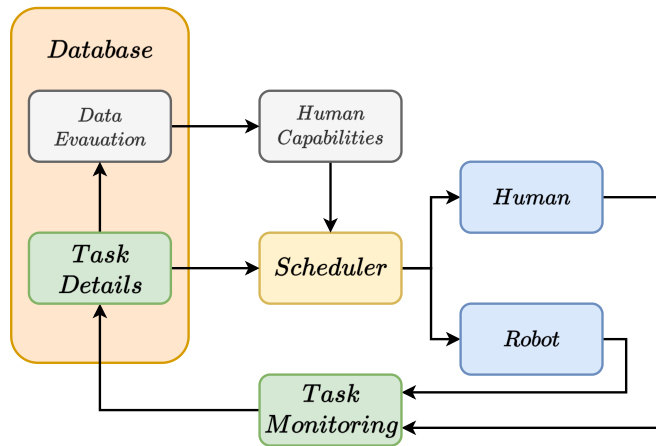 Database
Data
Evauation
Human
Capabilities
Task
Details
Scheduler
Human
Robot
Task
Monitoring